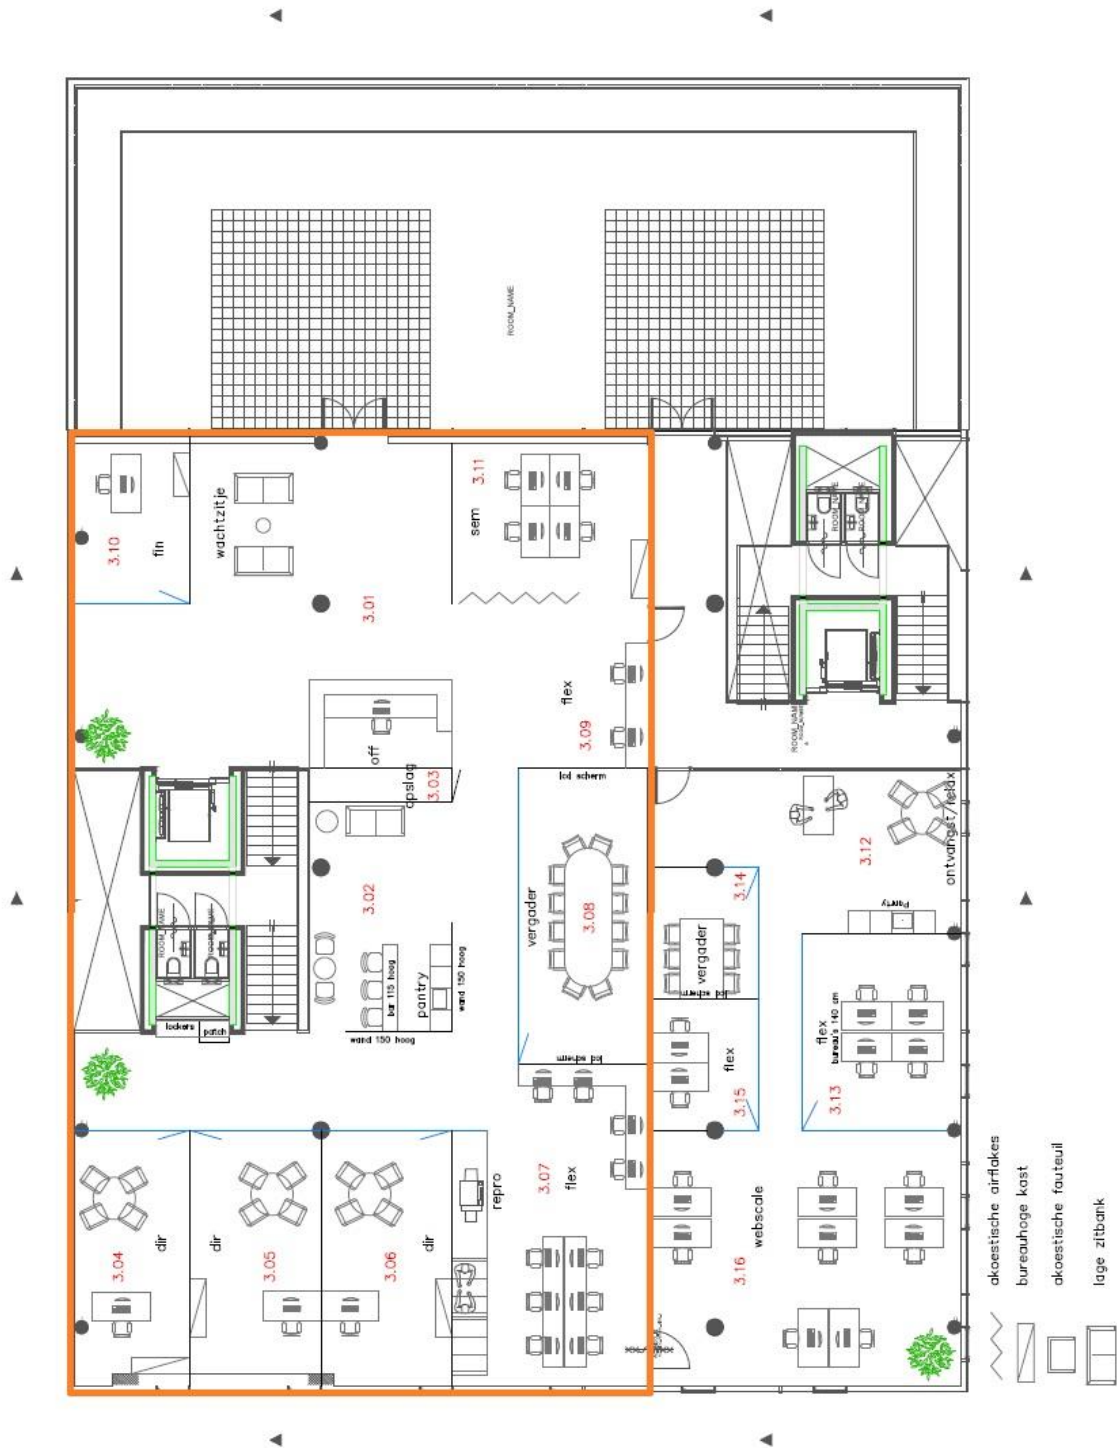 ROOM_NAME
3.10
fin
wachtzitje
3.01
3.11
sem
flex
3.09
off
opslag
3.03
lcd scherm
3.02
vergader
3.08
bar 115 hoog
pantry
wand 150 hoog
wand 150 hoog
lcd scherm
ROOM_NAME
ROOM_NAME
lockers
patch
3.04
dir
dir
3.05
3.06
dir
repro
3.07
flex
ROOM_NAME
ROOM_NAME
ROOM_NAME
3.12
ontvangst/relax
Pantry
3.14
vergader
lcd scherm
flex
3.15
flex
bureau's 140 cm
3.13
webscale
3.16
akoestische airflakes
bureauhoge kast
akoestische fauteuil
lage zitbank